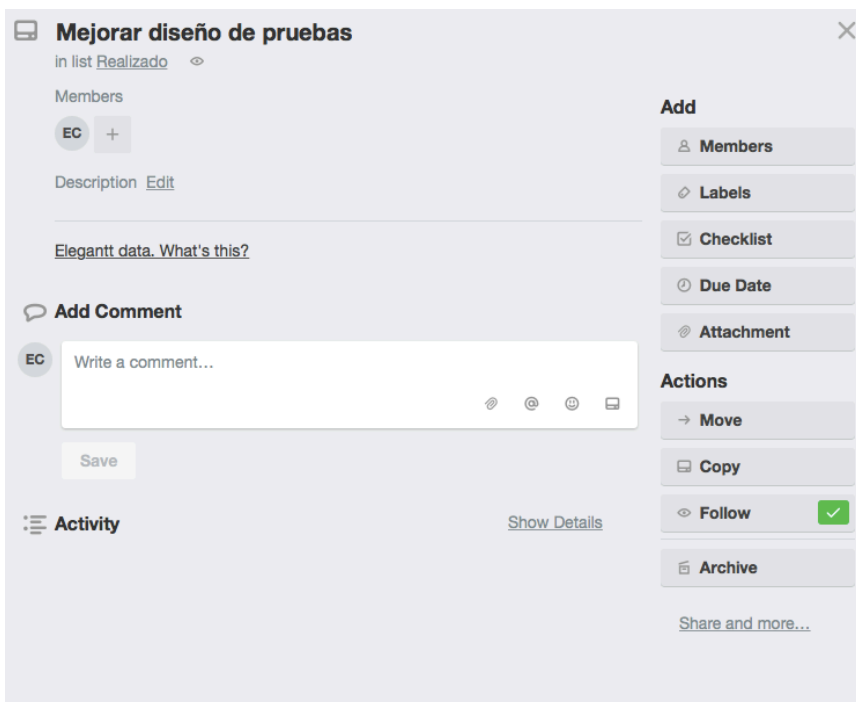 Mejorar diseño de pruebas
in list Realizado
Members
EC +
Description Edit
Elegantt data. What's this?
Add Comment
EC
Write a comment…
Save
Activity
Show Details
Add
Members
Labels
Checklist
Due Date
Attachment
Actions
Move
Copy
Follow
Archive
Share and more…